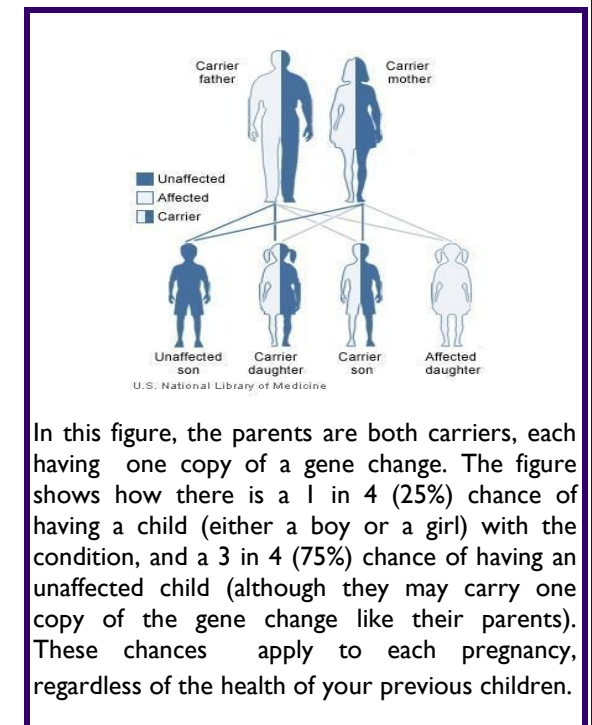 Carrier
father
Carrier
mother
Unaffected
Affected
Carrier
Unaffected
son
Carrier
daughter
Carrier
son
Affected
daughter
U.S. National Library of Medicine
In this figure, the parents are both carriers, each
having one copy of a gene change. The figure
shows how there is a 1 in 4 (25%) chance of
having a child (either a boy or a girl) with the
condition, and a 3 in 4 (75%) chance of having an
unaffected child (although they may carry one
copy of the gene change like their parents).
These chances apply to each pregnancy,
regardless of the health of your previous children.